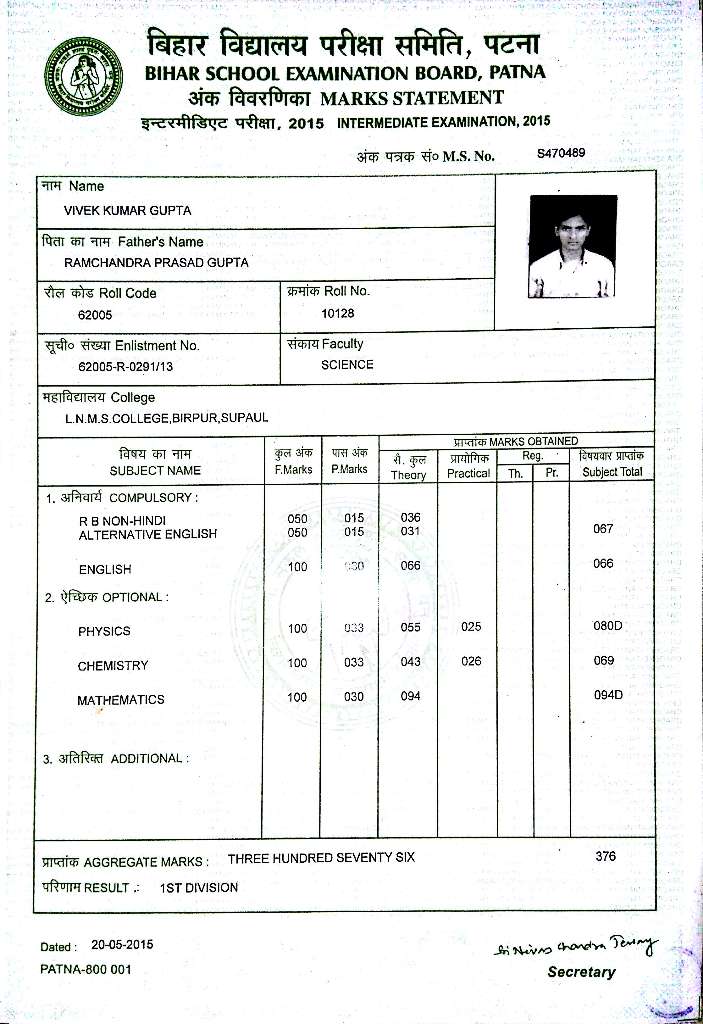 बिहार विद्यालय परीक्षा समिति, पटना
BIHAR SCHOOL EXAMINATION BOARD, PATNA
अंक विवरणिका MARKS STATEMENT
इन्टरमीडिएट परीक्षा, 2015 INTERMEDIATE EXAMINATION, 2015
अंक पत्रक सं० M.S. No. S470469
नाम Name
VIVEK KUMAR GUPTA
पिता का नाम Father's Name
RAMCHANDRA PRASAD GUPTA
रौल कोड Roll Code क्रमांक Roll No.
62005 10128
सूची० संख्या Enlistment No. संकाय Faculty
62005-R-0291/13 SCIENCE
महाविद्यालय College
L.N.M.S.COLLEGE,BIRPUR,SUPAUL
विषय का नाम SUBJECT NAME कुल अंक F.Marks पास अंक P.Marks प्राप्तांक MARKS OBTAINED
सै. कुल Theory प्रायोगिक Practical Reg. Th. Pr. विषयवार प्राप्तांक Subject Total
1. अनिवार्य COMPULSORY :
R B NON-HINDI 050 015 036
ALTERNATIVE ENGLISH 050 015 031 067
ENGLISH 100 030 066 066
2. ऐच्छिक OPTIONAL :
PHYSICS 100 033 055 025 080D
CHEMISTRY 100 033 043 026 069
MATHEMATICS 100 030 094 094D
3. अतिरिक्त ADDITIONAL :
प्राप्तांक AGGREGATE MARKS : THREE HUNDRED SEVENTY SIX 376
परिणाम RESULT .: 1ST DIVISION
Dated : 20-05-2015
PATNA-800 001
Secretary